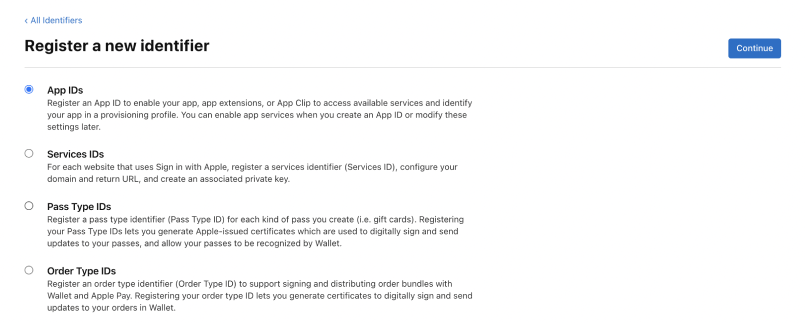 ‹ All Identifiers
Register a new identifier
Continue
App IDs
Register an App ID to enable your app, app extensions, or App Clip to access available services and identify
your app in a provisioning profile. You can enable app services when you create an App ID or modify these
settings later.
Services IDs
For each website that uses Sign in with Apple, register a services identifier (Services ID), configure your
domain and return URL, and create an associated private key.
Pass Type IDs
Register a pass type identifier (Pass Type ID) for each kind of pass you create (i.e. gift cards). Registering
your Pass Type IDs lets you generate Apple-issued certificates which are used to digitally sign and send
updates to your passes, and allow your passes to be recognized by Wallet.
Order Type IDs
Register an order type identifier (Order Type ID) to support signing and distributing order bundles with
Wallet and Apple Pay. Registering your order type ID lets you generate certificates to digitally sign and send
updates to your orders in Wallet.